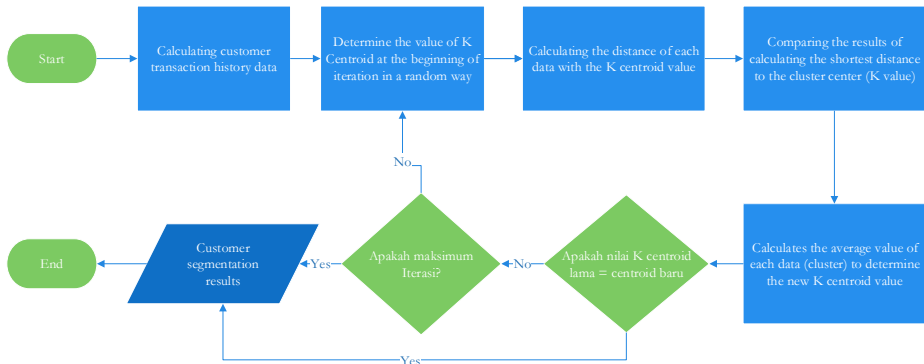 Start
Calculating customer
transaction history data
Determine the value of K
Centroid at the beginning of
iteration in a random way
Calculating the distance of each
data with the K centroid value
Comparing the results of
calculating the shortest distance
to the cluster center (K value)
Calculates the average value of
each data (cluster) to determine
the new K centroid value
Apakah nilai K centroid
lama = centroid baru
No
Apakah maksimum
Iterasi?
No
Yes
Customer
segmentation
results
End
Yes